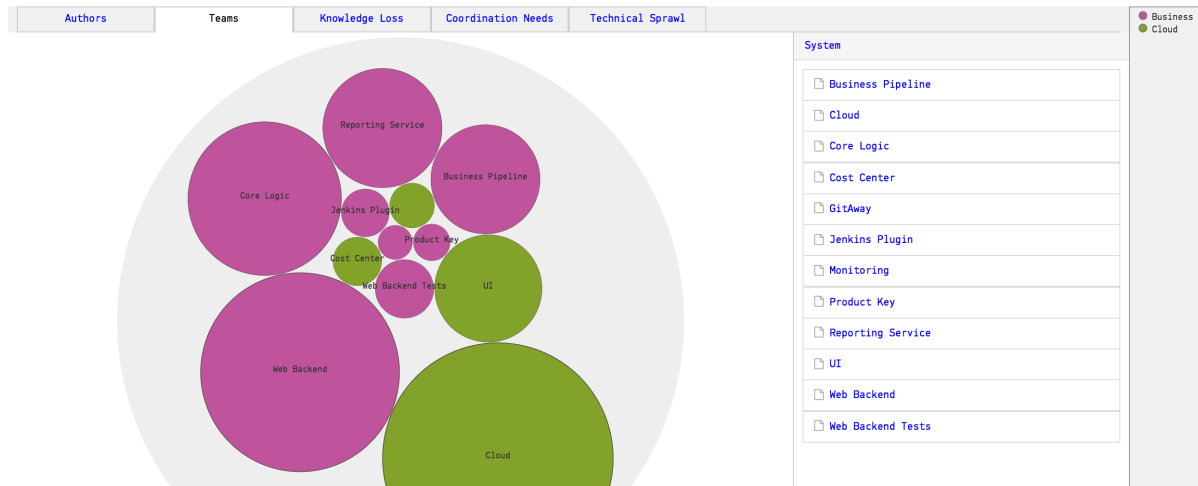 Authors
Teams
Knowledge Loss
Coordination Needs
Technical Sprawl
Business
Cloud
System
Business Pipeline
Cloud
Core Logic
Cost Center
GitAway
Jenkins Plugin
Monitoring
Product Key
Reporting Service
UI
Web Backend
Web Backend Tests
Reporting Service
Business Pipeline
Core Logic
Jenkins Plugin
Product Key
Cost Center
Web Backend Tests
UI
Web Backend
Cloud